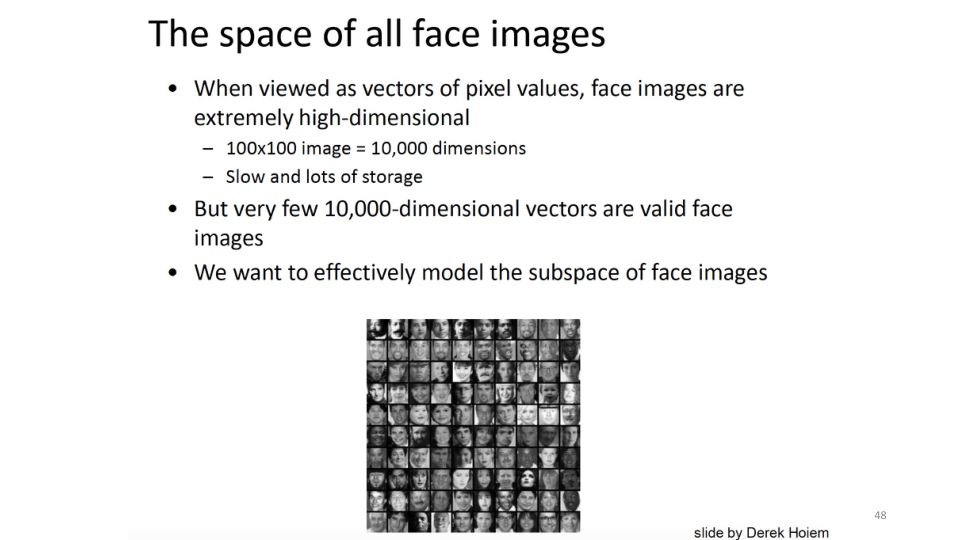 The space of all face images
• When viewed as vectors of pixel values, face images are
extremely high-dimensional
– 100x100 image = 10,000 dimensions
– Slow and lots of storage
• But very few 10,000-dimensional vectors are valid face
images
• We want to effectively model the subspace of face images
48
slide by Derek Hoiem